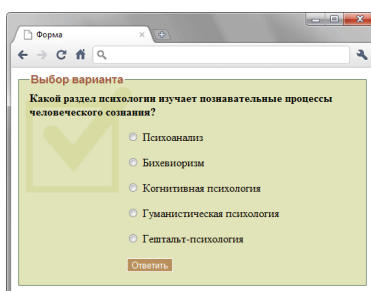 Форма
Выбор варианта
Какой раздел психологии изучает познавательные процессы
человеческого сознания?
Психоанализ
Бихевиоризм
Когнитивная психология
Гуманистическая психология
Гештальт-психология
Ответить